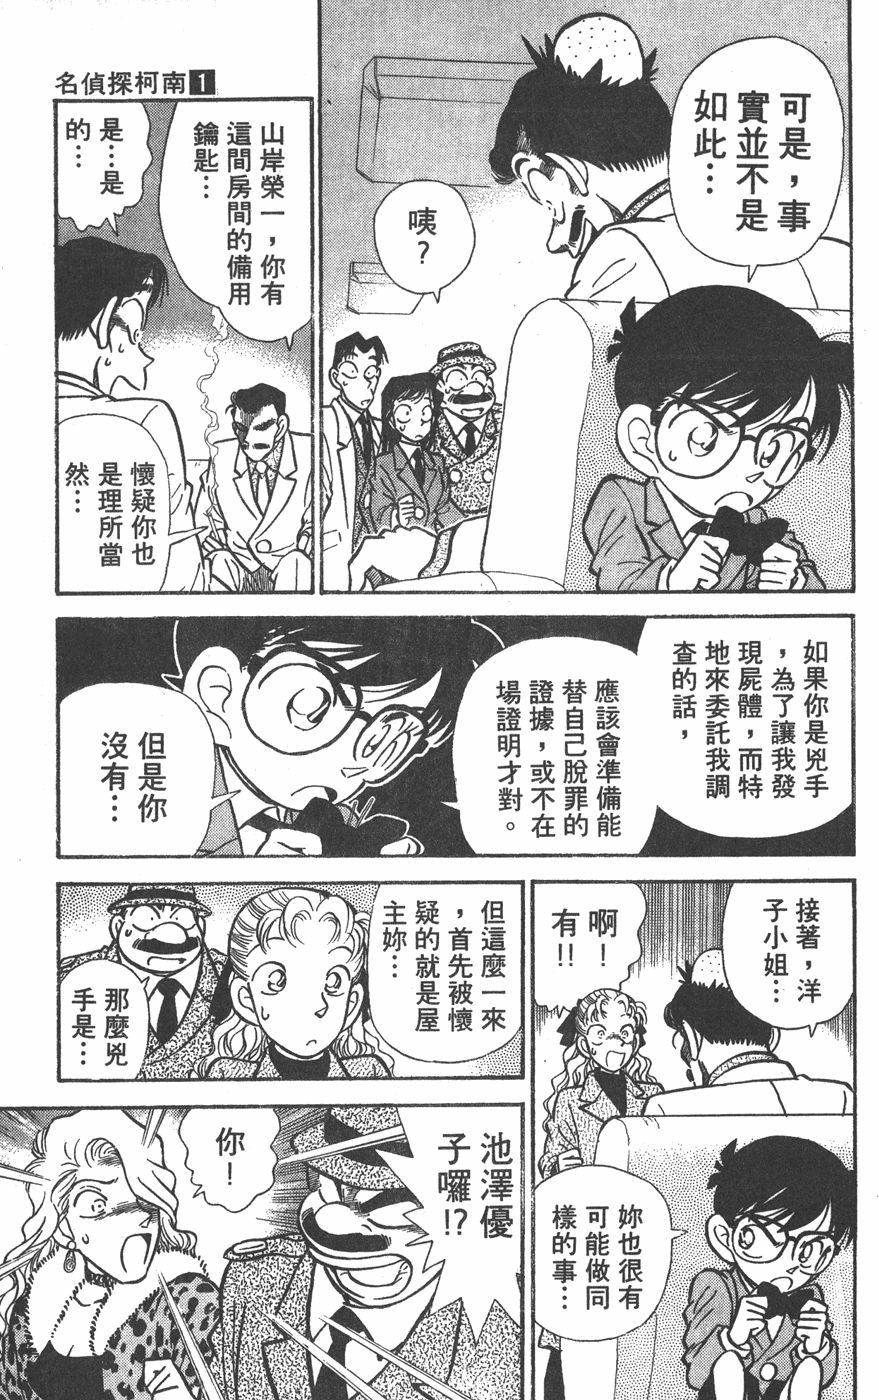 名偵探柯南1
可是，事
實並不是
如此…
咦？
山岸榮一，你有
這間房間的備用
鑰匙…
是…是
的…
懷疑你也
是理所當
然…
如果你是兇手
，為了讓我發
現屍體，而特
地來委託我調
查的話，
應該會準備能
替自己脫罪的
證據，或不在
場證明才對。
但是你
沒有…
接著，洋
子小姐…
啊！
有!!
妳也很有
可能做同
樣的事…
但這麼一來
，首先被懷
疑的就是屋
主妳…
那麼兇
手是…
池澤優
子囉!?
你！